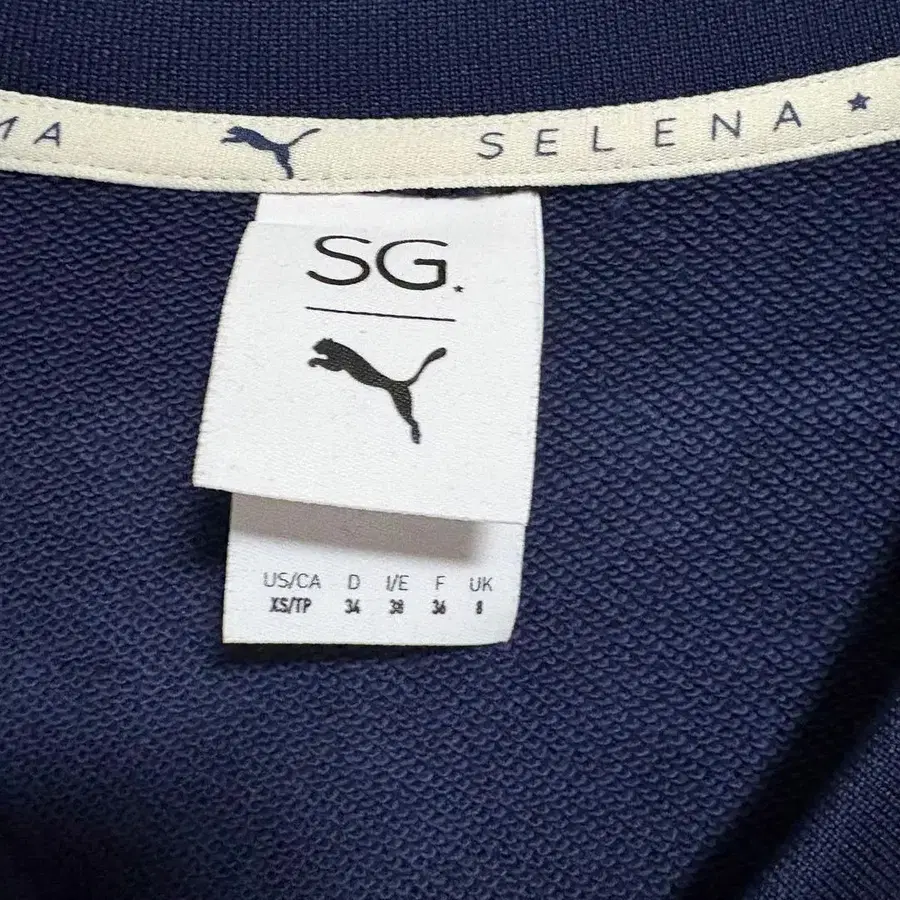 MA SELENA
SG.
US/CA D I/E F UK
XS/TP 34 38 36 8